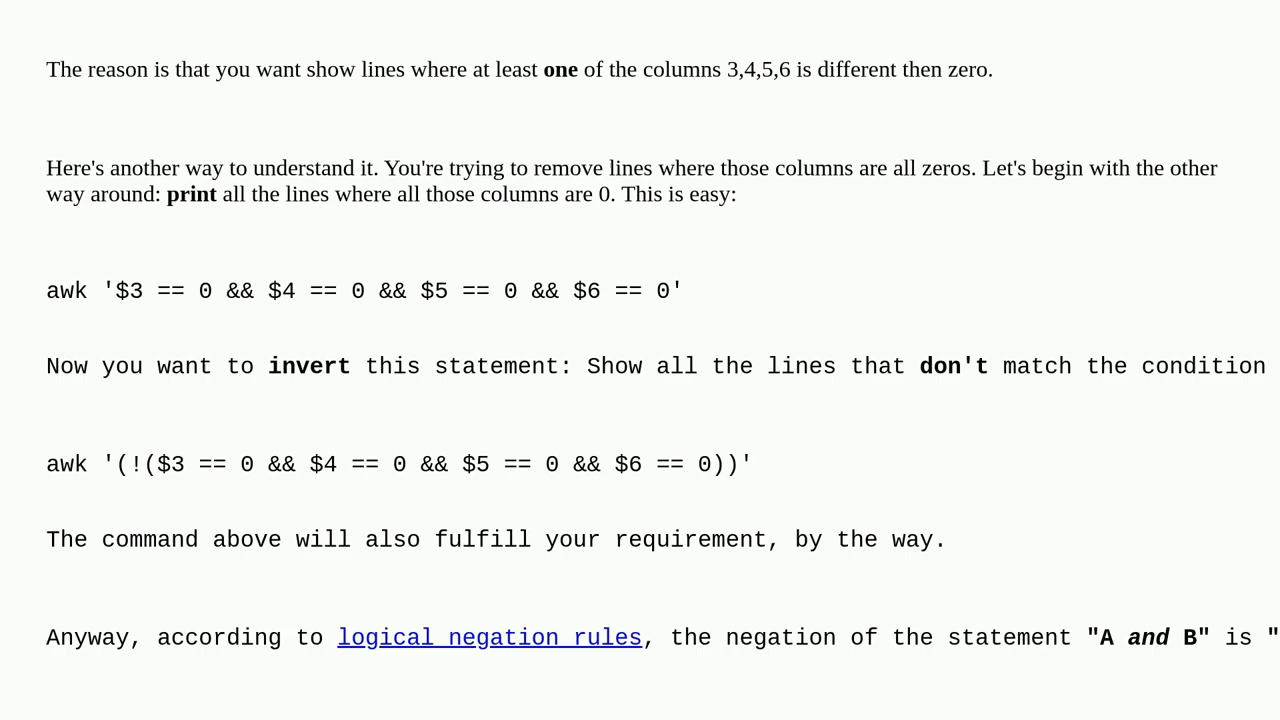 The reason is that you want show lines where at least one of the columns 3,4,5,6 is different then zero.
Here's another way to understand it. You're trying to remove lines where those columns are all zeros. Let's begin with the other
way around: print all the lines where all those columns are 0. This is easy:
awk '$3 == 0 && $4 == 0 && $5 == 0 && $6 == 0'
Now you want to invert this statement: Show all the lines that don't match the condition
awk '(!($3 == 0 && $4 == 0 && $5 == 0 && $6 == 0))'
The command above will also fulfill your requirement, by the way.
Anyway, according to logical negation rules, the negation of the statement "A and B" is "